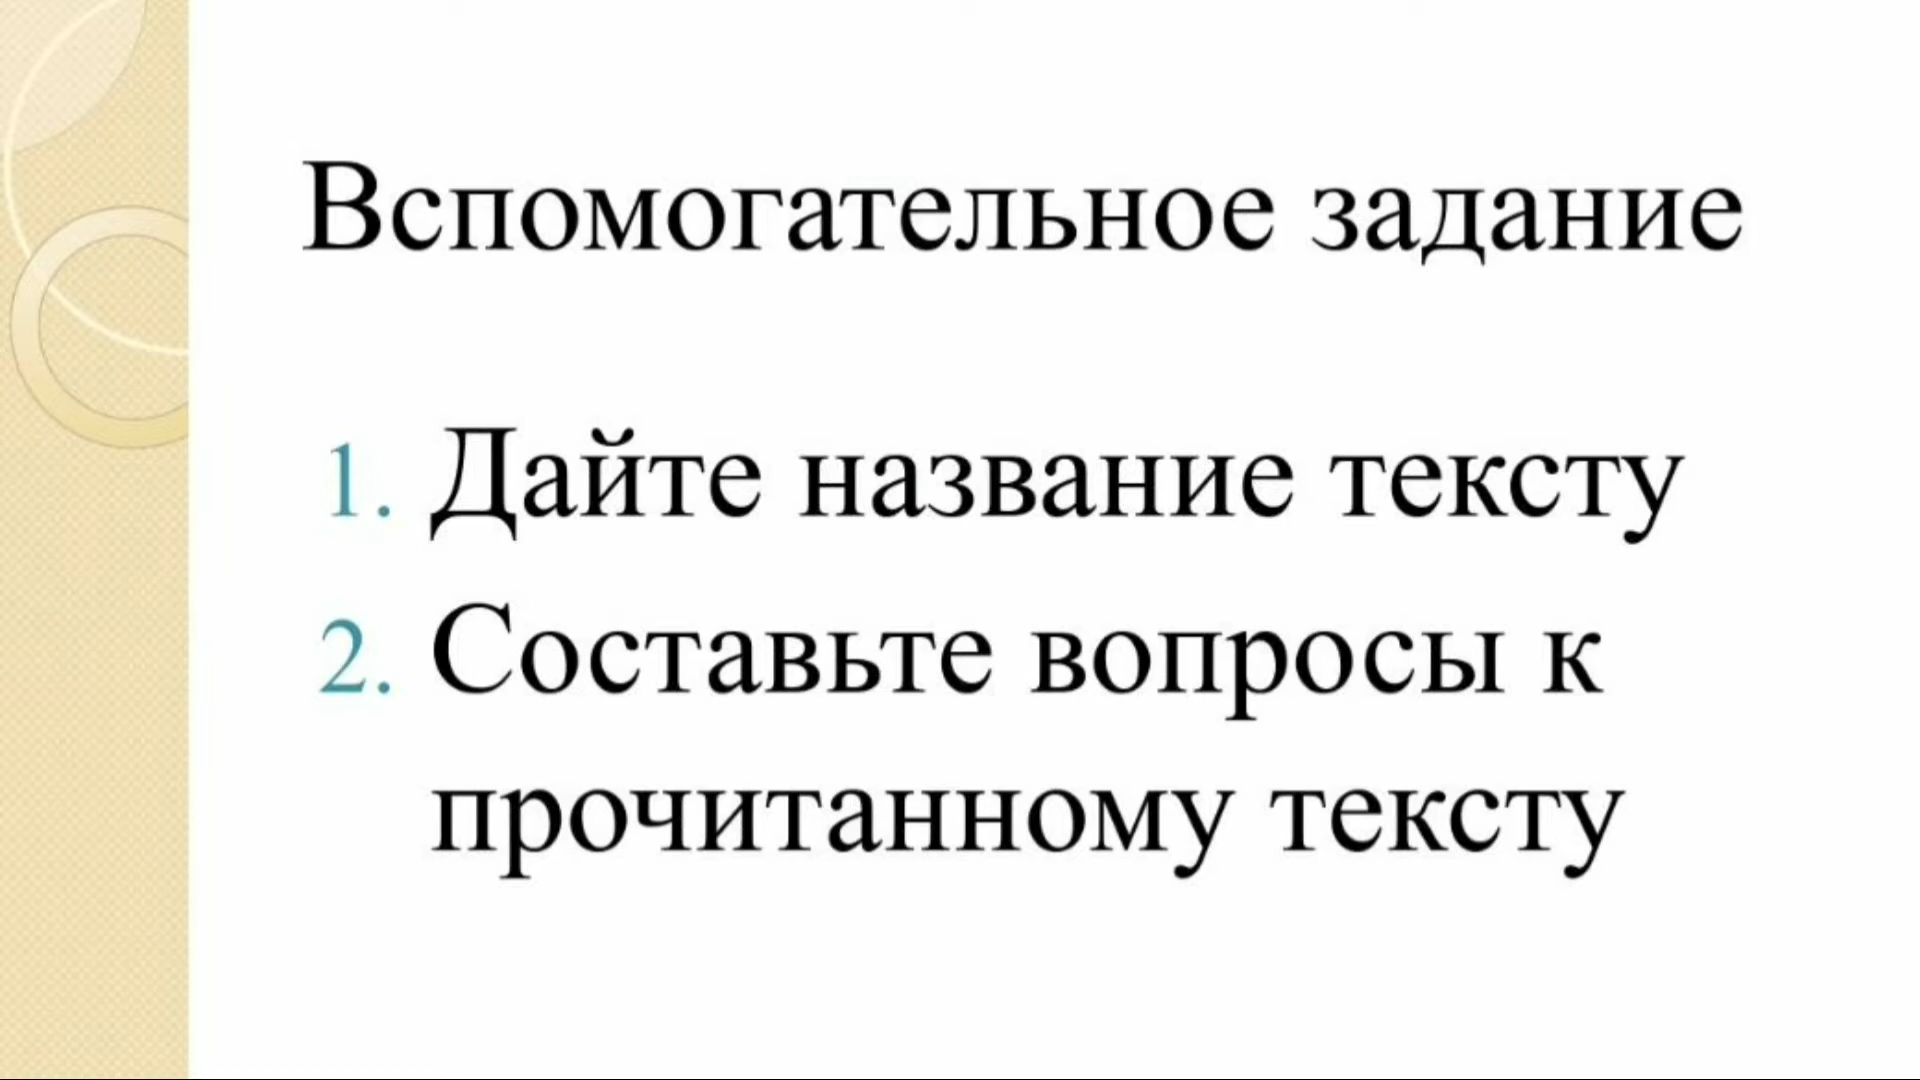 Вспомогательное задание
1. Дайте название тексту
2. Составьте вопросы к
прочитанному тексту